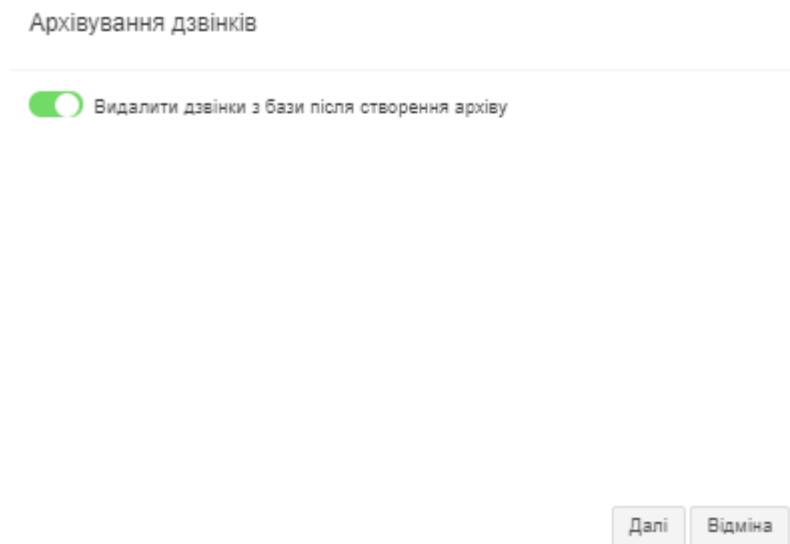 Архівування дзвінків
Видалити дзвінки з бази після створення архіву
Далі
Відміна